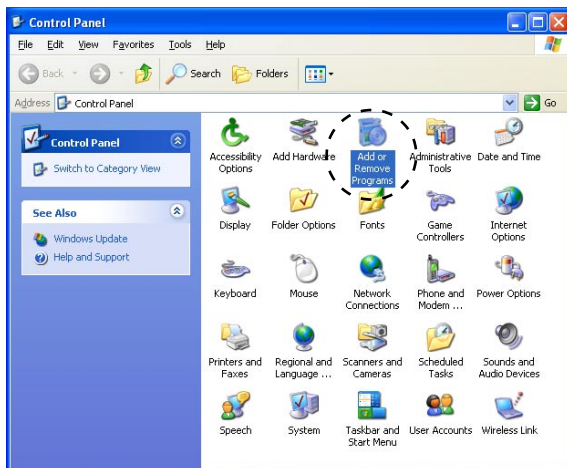 Control Panel
File Edit View Favorites Tools Help
Back Search Folders
Address Control Panel Go
Control Panel
Switch to Category View
See Also
Windows Update
Help and Support
Accessibility Options
Add Hardware
Add or Remove Programs
Administrative Tools
Date and Time
Display
Folder Options
Fonts
Game Controllers
Internet Options
Keyboard
Mouse
Network Connections
Phone and Modem ...
Power Options
Printers and Faxes
Regional and Language ...
Scanners and Cameras
Scheduled Tasks
Sounds and Audio Devices
Speech
System
Taskbar and Start Menu
User Accounts
Wireless Link